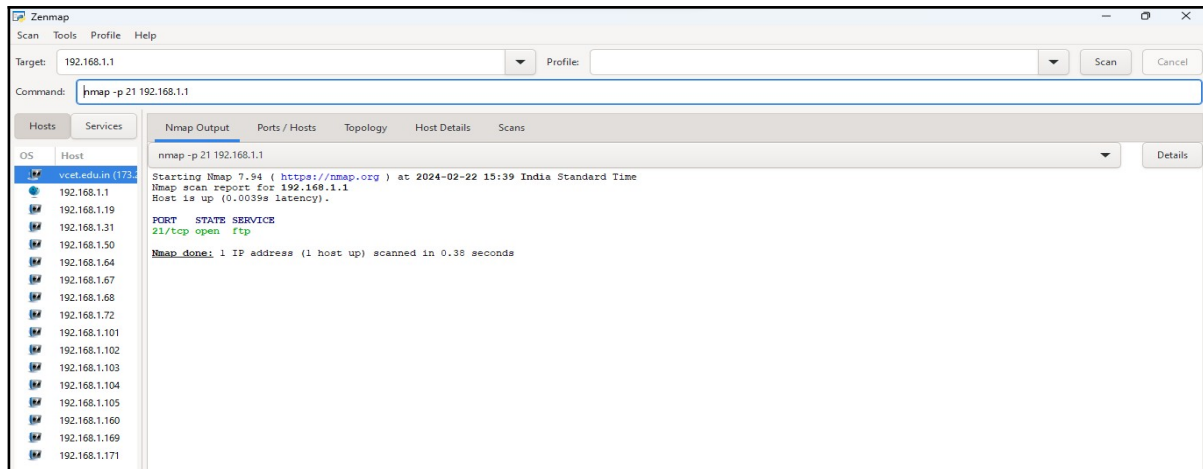 Zenmap
Scan Tools Profile Help
Target: 192.168.1.1 Profile: Scan Cancel
Command: nmap -p 21 192.168.1.1
Hosts Services Nmap Output Ports / Hosts Topology Host Details Scans
OS Host nmap -p 21 192.168.1.1 Details
vcet.edu.in (173.2
192.168.1.1
192.168.1.19
192.168.1.31
192.168.1.50
192.168.1.64
192.168.1.67
192.168.1.68
192.168.1.72
192.168.1.101
192.168.1.102
192.168.1.103
192.168.1.104
192.168.1.105
192.168.1.160
192.168.1.169
192.168.1.171
Starting Nmap 7.94 ( https://nmap.org ) at 2024-02-22 15:39 India Standard Time
Nmap scan report for 192.168.1.1
Host is up (0.0039s latency).
PORT STATE SERVICE
21/tcp open ftp
Nmap done: 1 IP address (1 host up) scanned in 0.38 seconds